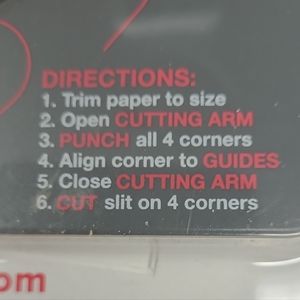 DIRECTIONS:
1. Trim paper to size
2. Open CUTTING ARM
3. PUNCH all 4 corners
4. Align corner to GUIDES
5. Close CUTTING ARM
6. CUT slit on 4 corners
om